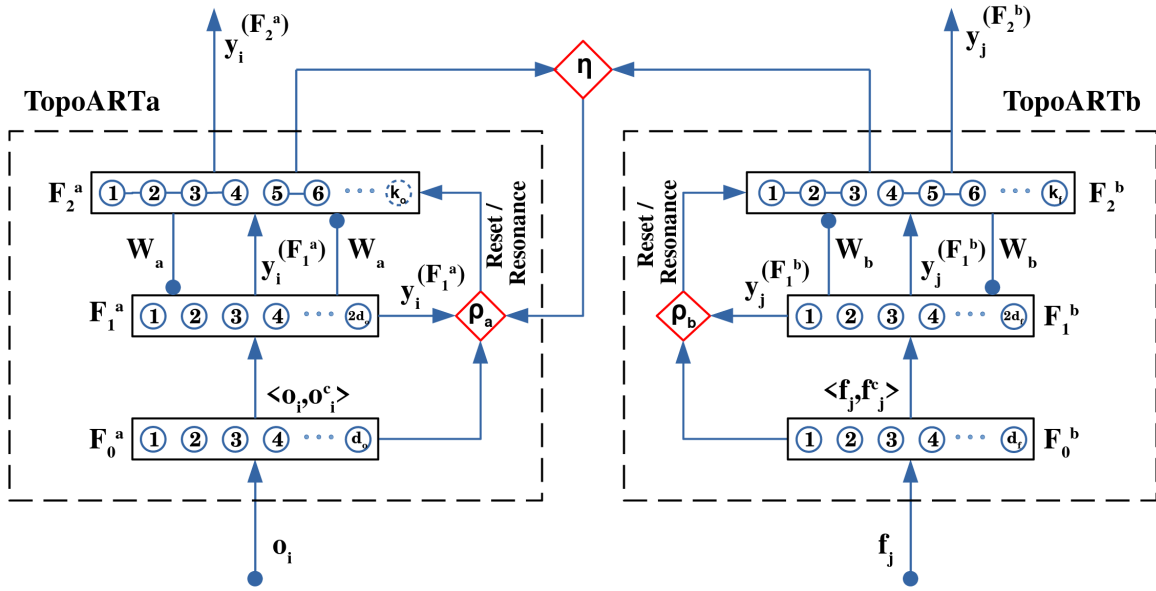 y_i^(F_2^a)
y_j^(F_2^b)
η
TopoARTa
TopoARTb
F_2^a 1 2 3 4 5 6 ··· k_o
1 2 3 4 5 6 ··· k_f F_2^b
Reset / Resonance
Reset / Resonance
W_a y_i^(F_1^a) W_a
W_b y_j^(F_1^b) W_b
y_i^(F_1^a)
y_j^(F_1^b)
F_1^a 1 2 3 4 ··· 2d_o
ρ_a
ρ_b
1 2 3 4 ··· 2d_f F_1^b
<o_i,o_i^c>
<f_j,f_j^c>
F_0^a 1 2 3 4 ··· d_o
1 2 3 4 ··· d_f F_0^b
o_i
f_j